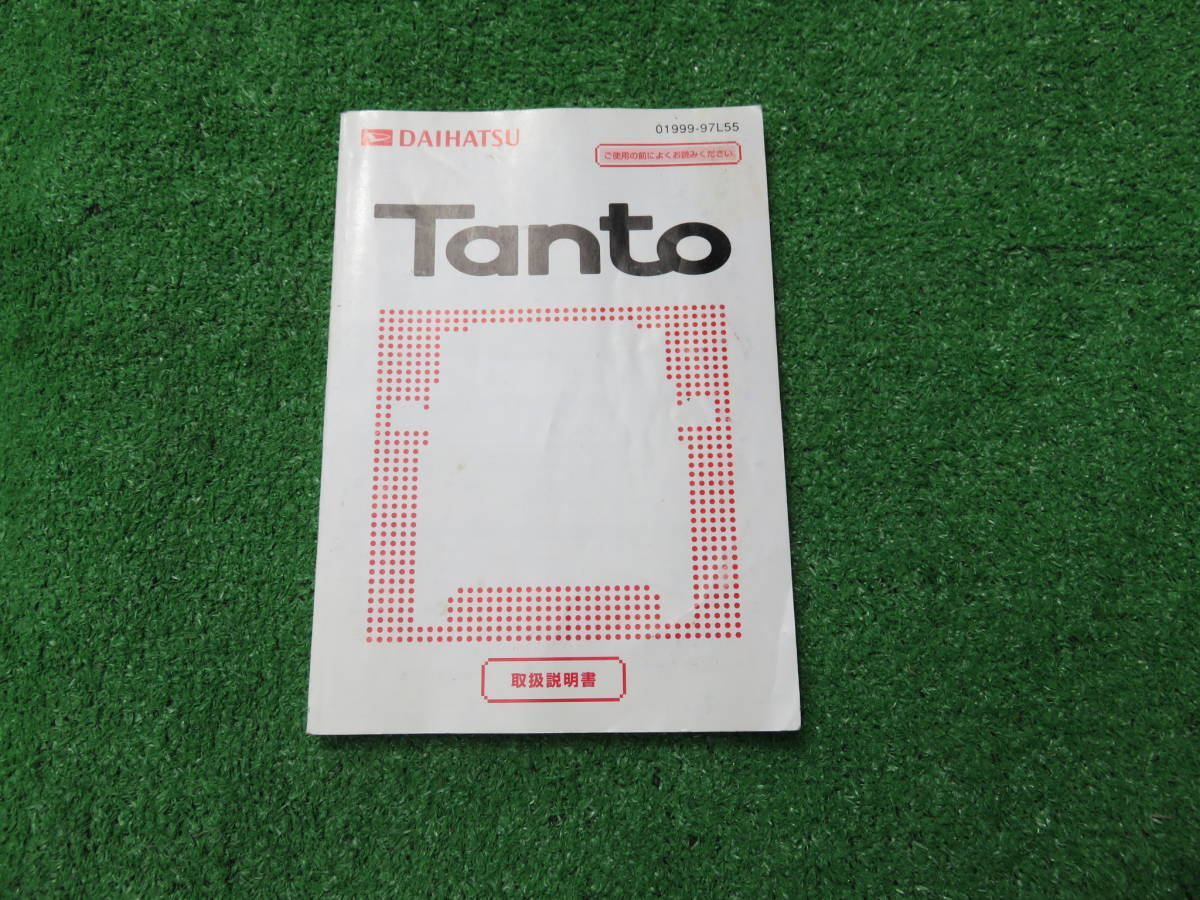 DAIHATSU
01999-97L55
ご使用の前によくお読みください
Tanto
取扱説明書